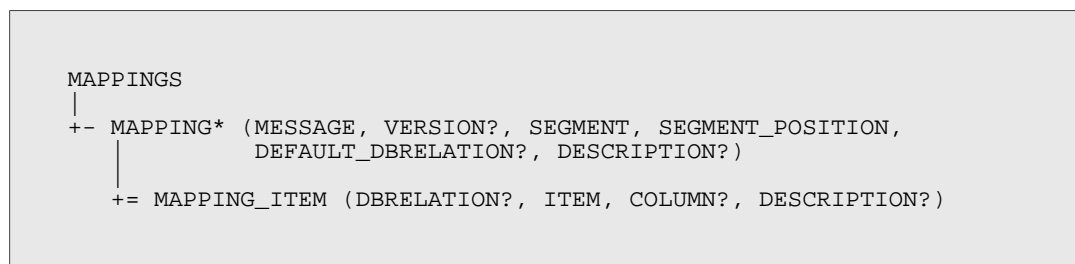 MAPPINGS
|
+- MAPPING* (MESSAGE, VERSION?, SEGMENT, SEGMENT_POSITION,
   |         DEFAULT_DBRELATION?, DESCRIPTION?)
   |
   += MAPPING_ITEM (DBRELATION?, ITEM, COLUMN?, DESCRIPTION?)